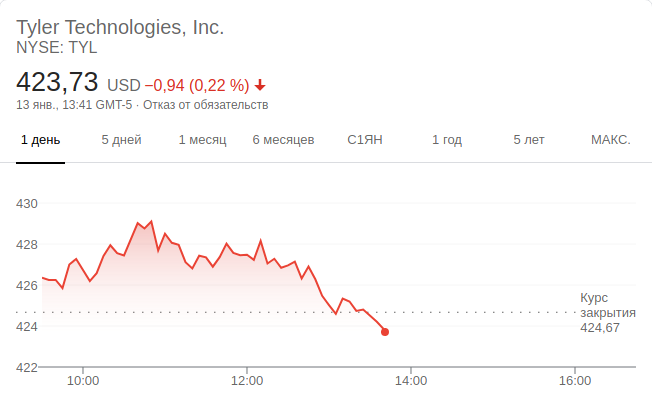 Tyler Technologies, Inc.
NYSE: TYL
423,73 USD −0,94 (0,22 %)
13 янв., 13:41 GMT-5 · Отказ от обязательств
1 день 5 дней 1 месяц 6 месяцев С1ЯН 1 год 5 лет МАКС.
430
428
426
Курс
закрытия
424,67
424
422
10:00 12:00 14:00 16:00